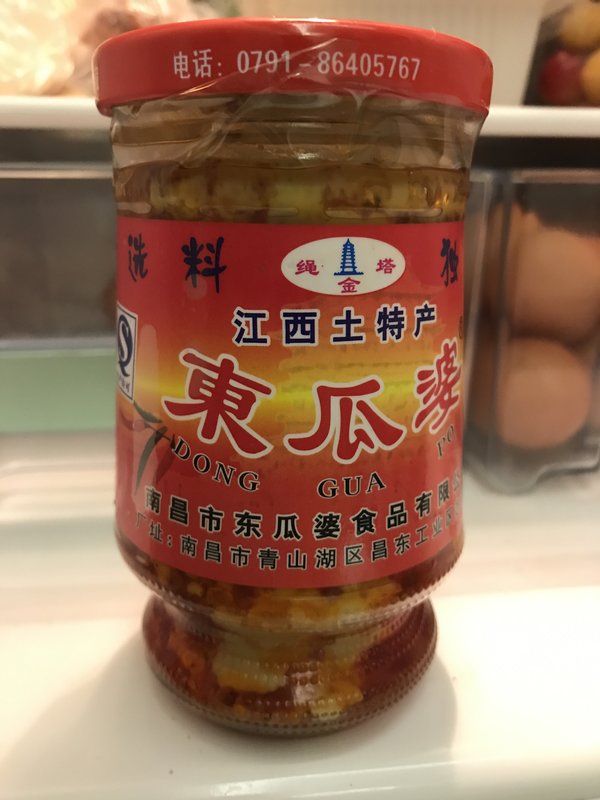 电话: 0791-86405767
选料 独
绳金塔
江西土特产
東瓜婆
DONG GUA PO
南昌市东瓜婆食品有限
厂址:南昌市青山湖区昌东工业